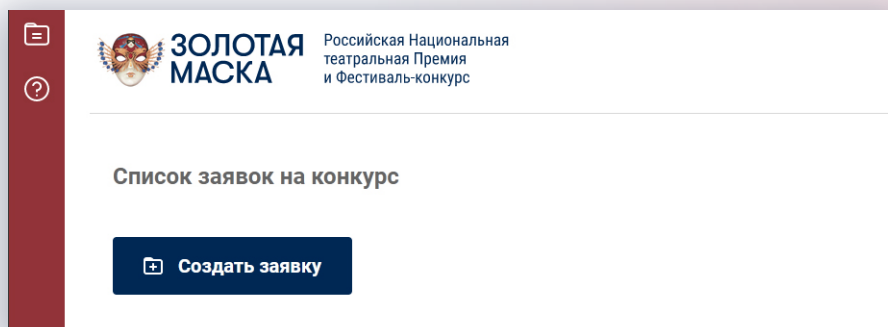 ЗОЛОТАЯ
МАСКА
Российская Национальная
театральная Премия
и Фестиваль-конкурс
Список заявок на конкурс
Создать заявку